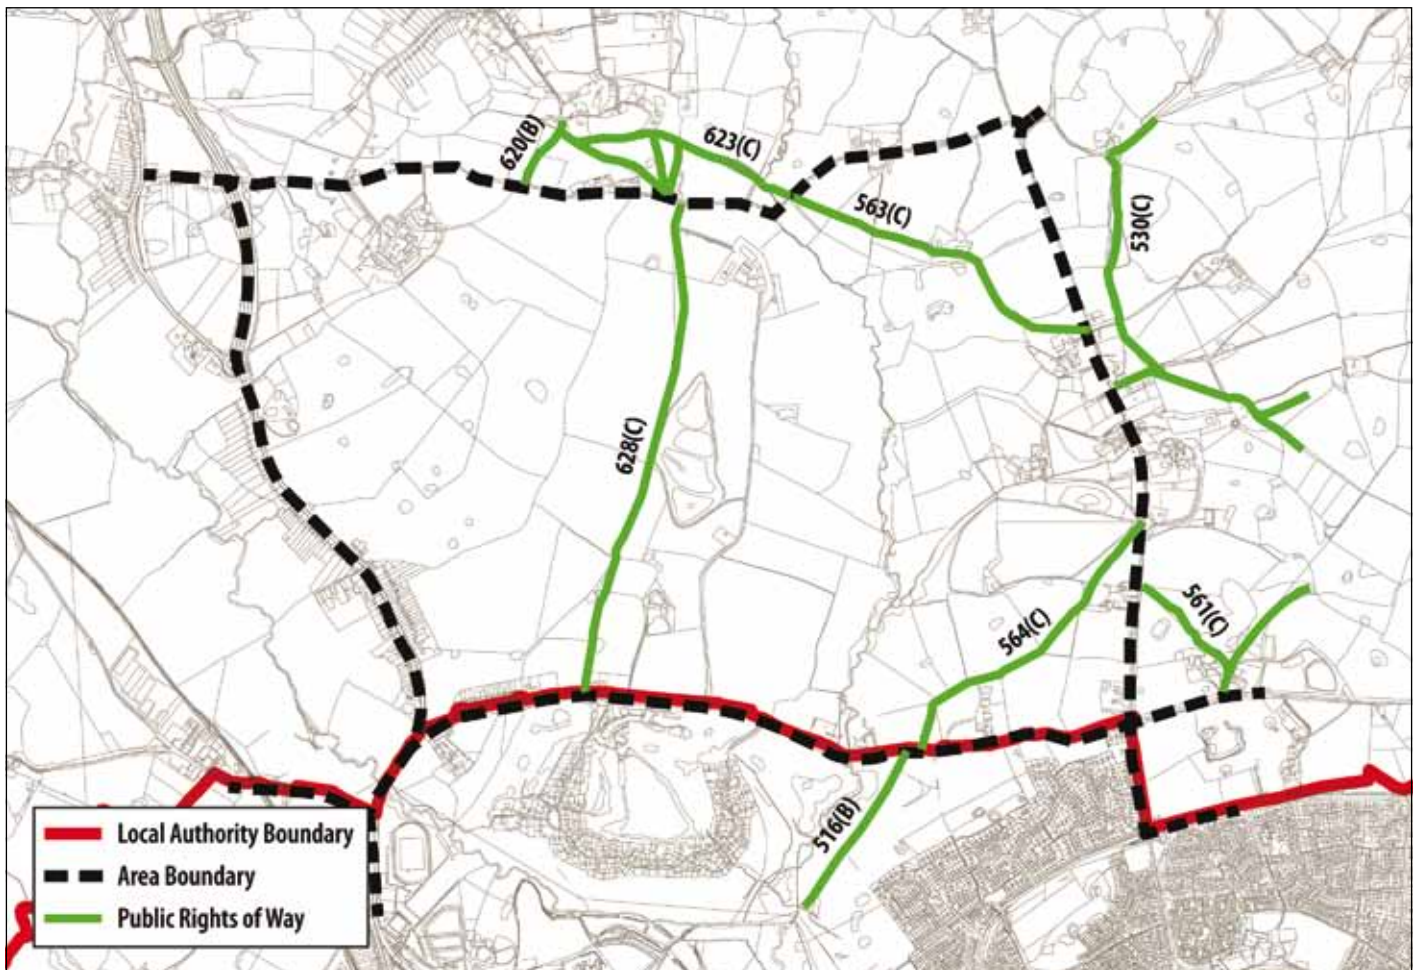 620(B)
623(C)
563(C)
530(C)
628(C)
564(C)
561(C)
516(B)
Local Authority Boundary
Area Boundary
Public Rights of Way